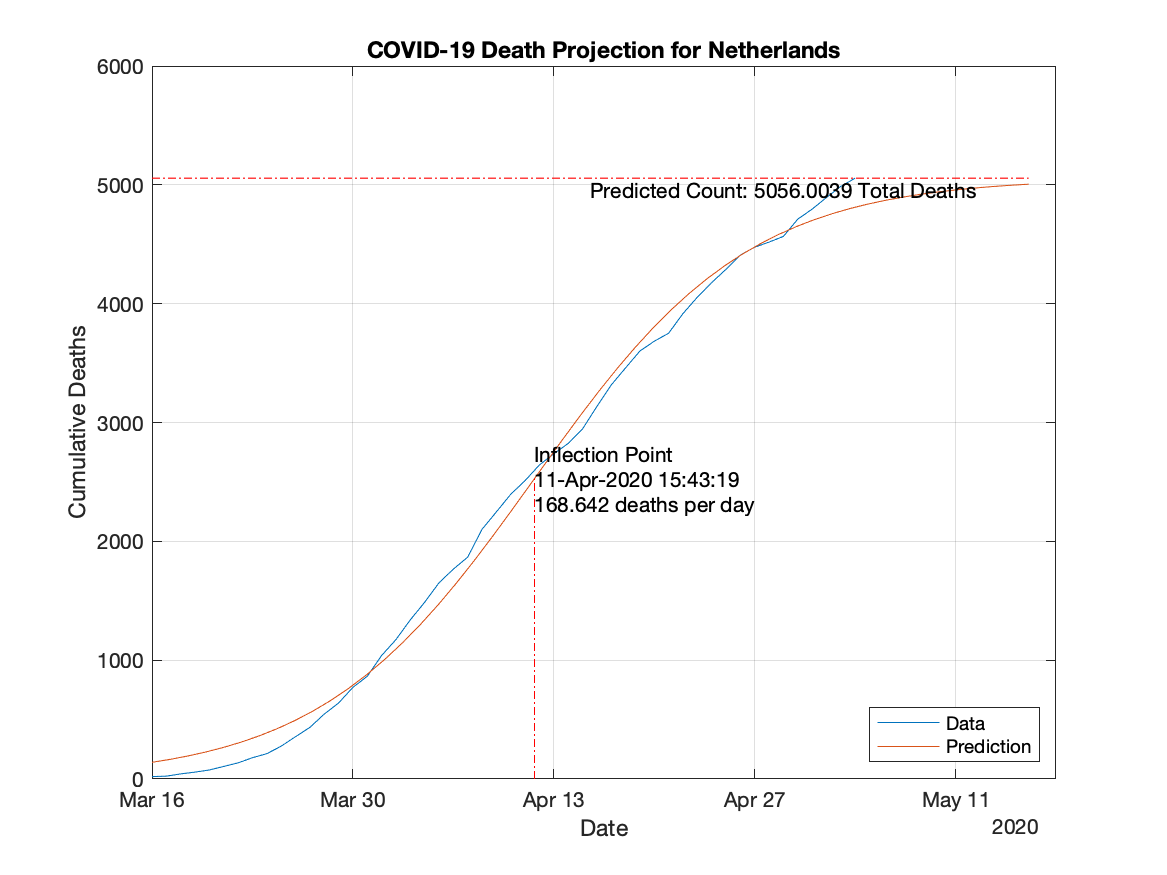 COVID-19 Death Projection for Netherlands
6000
5000
4000
3000
2000
1000
0
Cumulative Deaths
Predicted Count: 5056.0039 Total Deaths
Inflection Point
11-Apr-2020 15:43:19
168.642 deaths per day
Data
Prediction
Mar 16 Mar 30 Apr 13 Apr 27 May 11
Date
2020